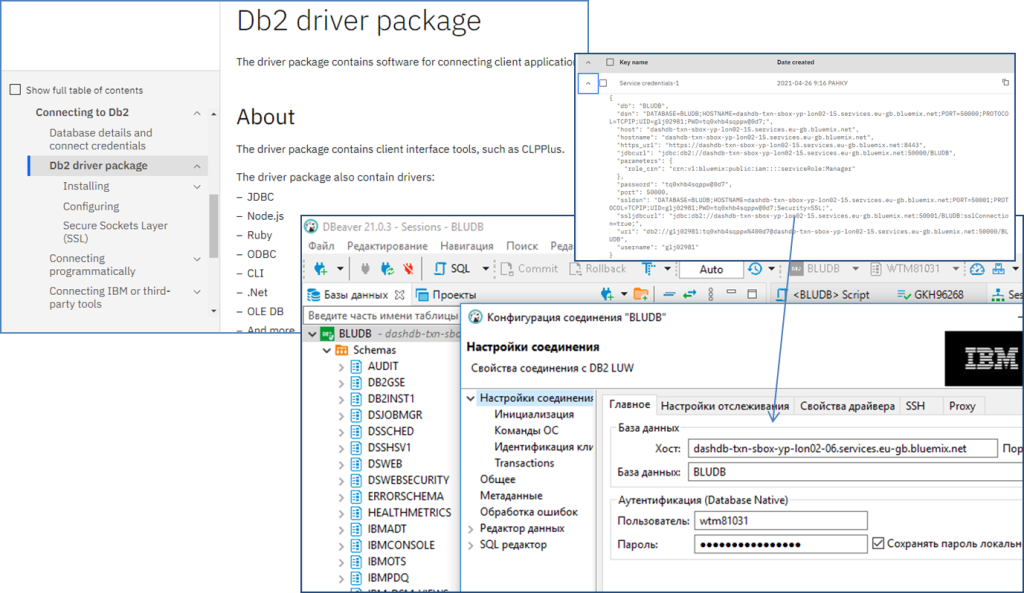 Db2 driver package
The driver package contains software for connecting client application
Show full table of contents
Connecting to Db2
Database details and
connect credentials
Db2 driver package
Installing
Configuring
Secure Sockets Layer
(SSL)
Connecting
programmatically
Connecting IBM or third-
party tools
About
The driver package contains client interface tools, such as CLPPlus.
The driver package also contain drivers:
– JDBC
– Node.js
– Ruby
– ODBC
– CLI
– .Net
– OLE DB
– And more
Key name Date created
Service credentials-1 2021-04-26 9:16 РАНКУ
{
"db": "BLUDB",
"dsn": "DATABASE=BLUDB;HOSTNAME=dashdb-txn-sbox-yp-lon02-15.services.eu-gb.bluemix.net;PORT=50000;PROTOCO
L=TCPIP;UID=glj02981;PWD=tq0xhb4sqppw@0d7;",
"host": "dashdb-txn-sbox-yp-lon02-15.services.eu-gb.bluemix.net",
"hostname": "dashdb-txn-sbox-yp-lon02-15.services.eu-gb.bluemix.net",
"https_url": "https://dashdb-txn-sbox-yp-lon02-15.services.eu-gb.bluemix.net:8443",
"jdbcurl": "jdbc:db2://dashdb-txn-sbox-yp-lon02-15.services.eu-gb.bluemix.net:50000/BLUDB",
"parameters": {
"role_crn": "crn:v1:bluemix:public:iam::::serviceRole:Manager"
},
"password": "tq0xhb4sqppw@0d7",
"port": 50000,
"ssldsn": "DATABASE=BLUDB;HOSTNAME=dashdb-txn-sbox-yp-lon02-15.services.eu-gb.bluemix.net;PORT=50001;PR
OTOCOL=TCPIP;UID=glj02981;PWD=tq0xhb4sqppw@0d7;Security=SSL;",
"ssljdbcurl": "jdbc:db2://dashdb-txn-sbox-yp-lon02-15.services.eu-gb.bluemix.net:50001/BLUDB:sslConnec
tion=true;",
"uri": "db2://glj02981:tq0xhb4sqppw%400d7@dashdb-txn-sbox-yp-lon02-15.services.eu-gb.bluemix.net:50000/BLU
DB",
"username": "glj02981"
}
DBeaver 21.0.3 - Sessions - BLUDB
Файл Редактирование Навигация Поиск Реда
SQL Commit Rollback Auto BLUDB WTM81031
Базы данных Проекты <BLUDB> Script GKH96268 Ses
Введите часть имени таблицы
BLUDB - dashdb-txn-sbo
Schemas
AUDIT
DB2GSE
DB2INST1
DSJOBMGR
DSSCHED
DSSHSV1
DSWEB
DSWEBSECURITY
ERRORSCHEMA
HEALTHMETRICS
IBMADT
IBMCONSOLE
IBMOTS
IBMPDQ
Конфигурация соединения "BLUDB"
Настройки соединения
Свойства соединения с DB2 LUW
IBM
Настройки соединения
Инициализация
Команды ОС
Идентификация кли
Transactions
Общее
Метаданные
Обработка ошибок
Редактор данных
SQL редактор
Главное Настройки отслеживания Свойства драйвера SSH Proxy
База данных
Хост: dashdb-txn-sbox-yp-lon02-06.services.eu-gb.bluemix.net Пор
База данных: BLUDB
Аутентификация (Database Native)
Пользователь: wtm81031
Пароль: ●●●●●●●●●●●●●●●● Сохранять пароль локальн